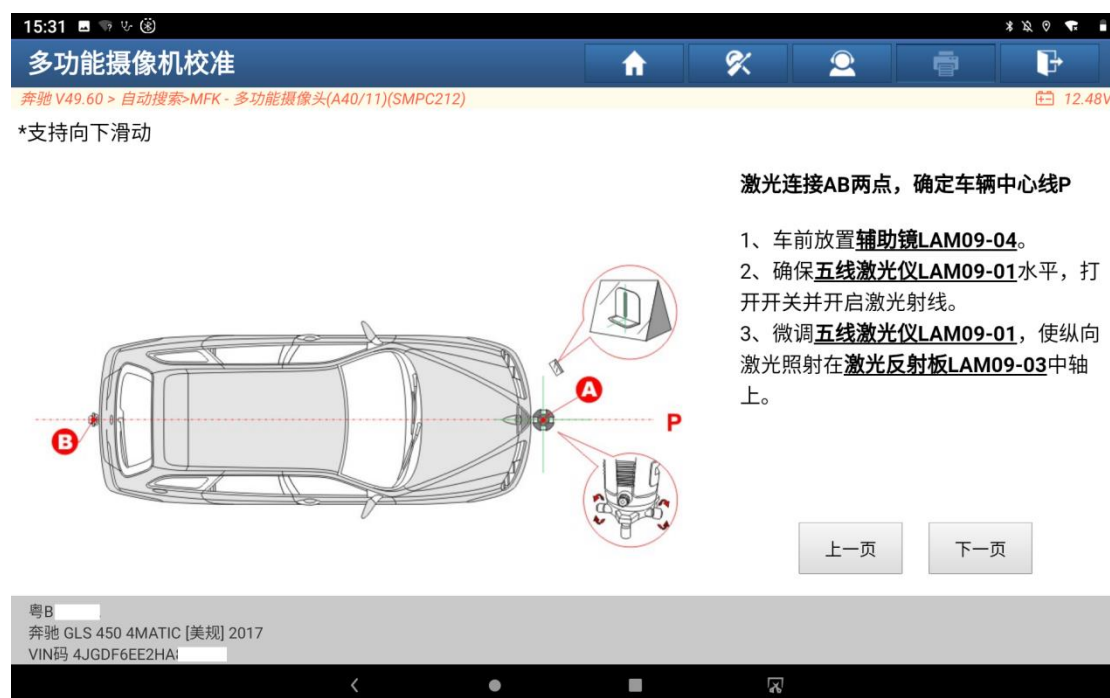 15:31
多功能摄像机校准
奔驰 V49.60 > 自动搜索>MFK - 多功能摄像头(A40/11)(SMPC212)
12.48V
*支持向下滑动
激光连接AB两点，确定车辆中心线P
1、车前放置辅助镜LAM09-04。
2、确保五线激光仪LAM09-01水平，打
开开关并开启激光射线。
3、微调五线激光仪LAM09-01，使纵向
激光照射在激光反射板LAM09-03中轴
上。
A
B
P
上一页
下一页
粤B
奔驰 GLS 450 4MATIC [美规] 2017
VIN码 4JGDF6EE2HA